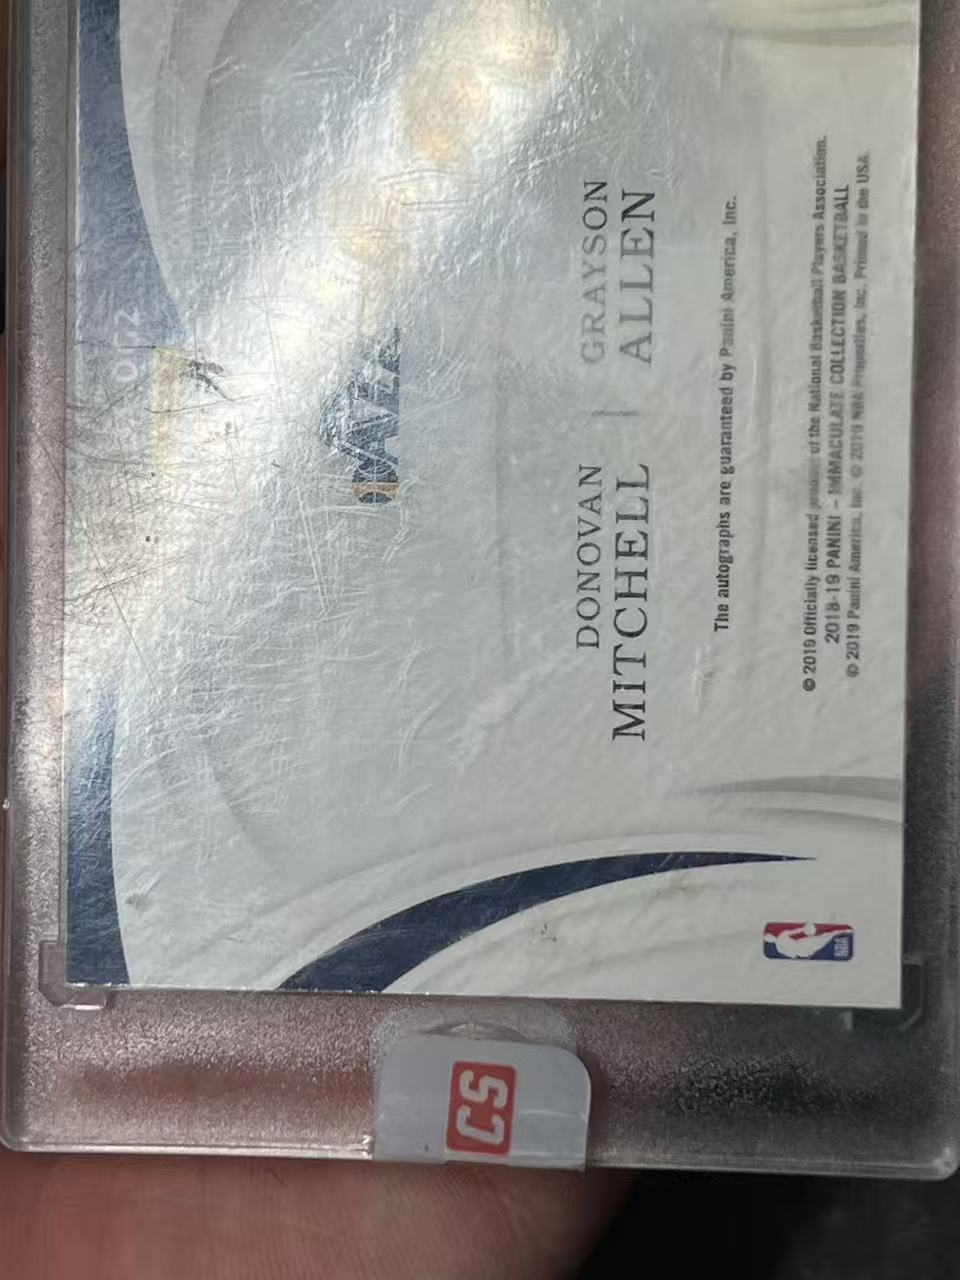 DONOVAN
MITCHELL
GRAYSON
ALLEN
The autographs are guaranteed by Panini America, Inc.
© 2019 Officially licensed product of the National Basketball Players Association.
2018-19 PANINI – IMMACULATE COLLECTION BASKETBALL
© 2019 Panini America, Inc. © 2019 NBA Properties, Inc. Printed in the USA.
NBA
CS